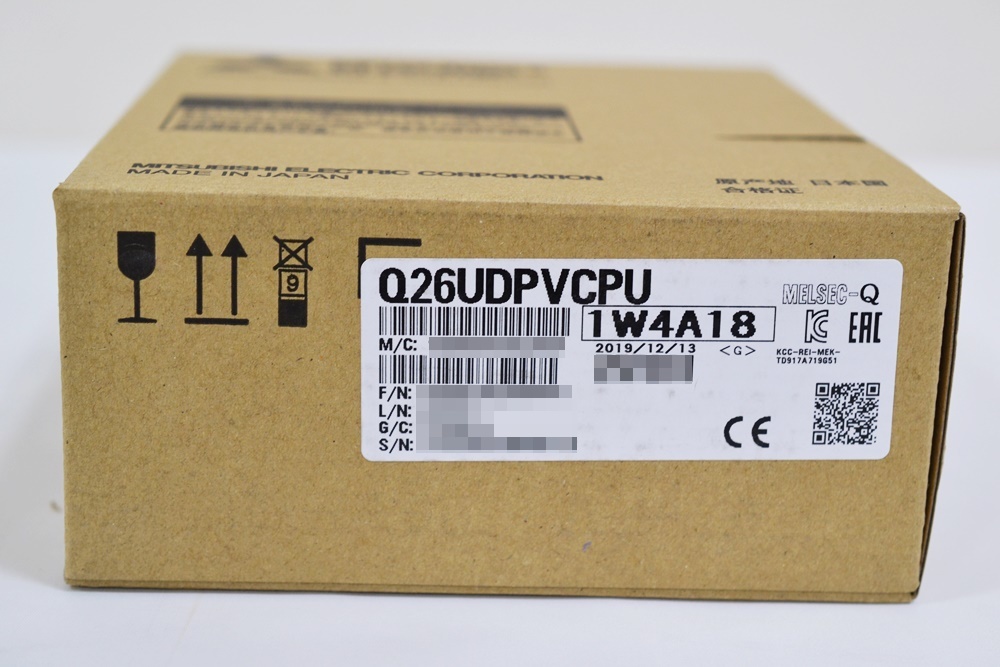 MITSUBISHI ELECTRIC CORPORATION
MADE IN JAPAN
原产地 日本国
合格证
9
Q26UDPVCPU
MELSEC-Q
1W4A18
M/C:
2019/12/13 <G>
KCC-REI-MEK-
TD917A719G51
EAC
F/N:
L/N:
G/C:
S/N:
CE